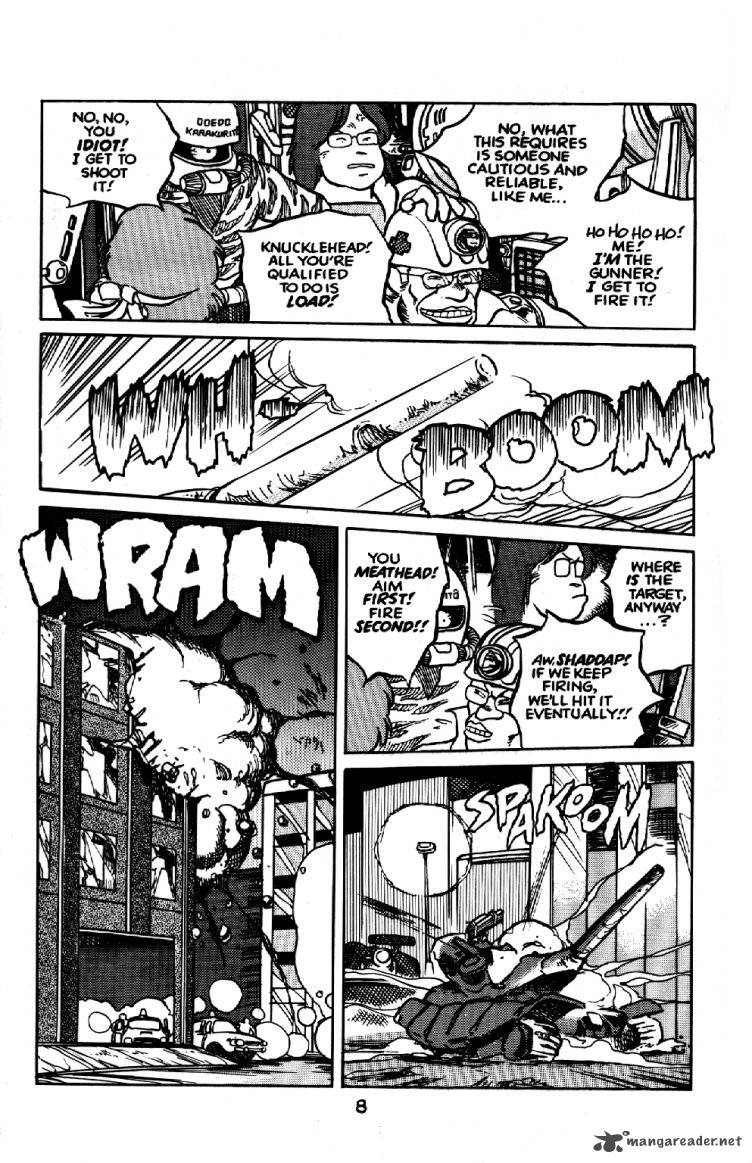 NO, NO,
YOU
IDIOT!
I GET TO
SHOOT
IT!
OOEDO
KARAKURITO
NO, WHAT
THIS REQUIRES
IS SOMEONE
CAUTIOUS AND
RELIABLE,
LIKE ME...
KNUCKLEHEAD!
ALL YOU'RE
QUALIFIED
TO DO IS
LOAD!
HO HO HO HO!
ME!
I'M THE
GUNNER!
I GET TO
FIRE IT!
WH-
BOOOM
WRAM
YOU
MEATHEAD!
AIM
FIRST!
FIRE
SECOND!!
WHERE
IS THE
TARGET,
ANYWAY
...?
AW, SHADDAP!
IF WE KEEP
FIRING,
WE'LL HIT IT
EVENTUALLY!!
SPAKOOM
8
mangareader.net